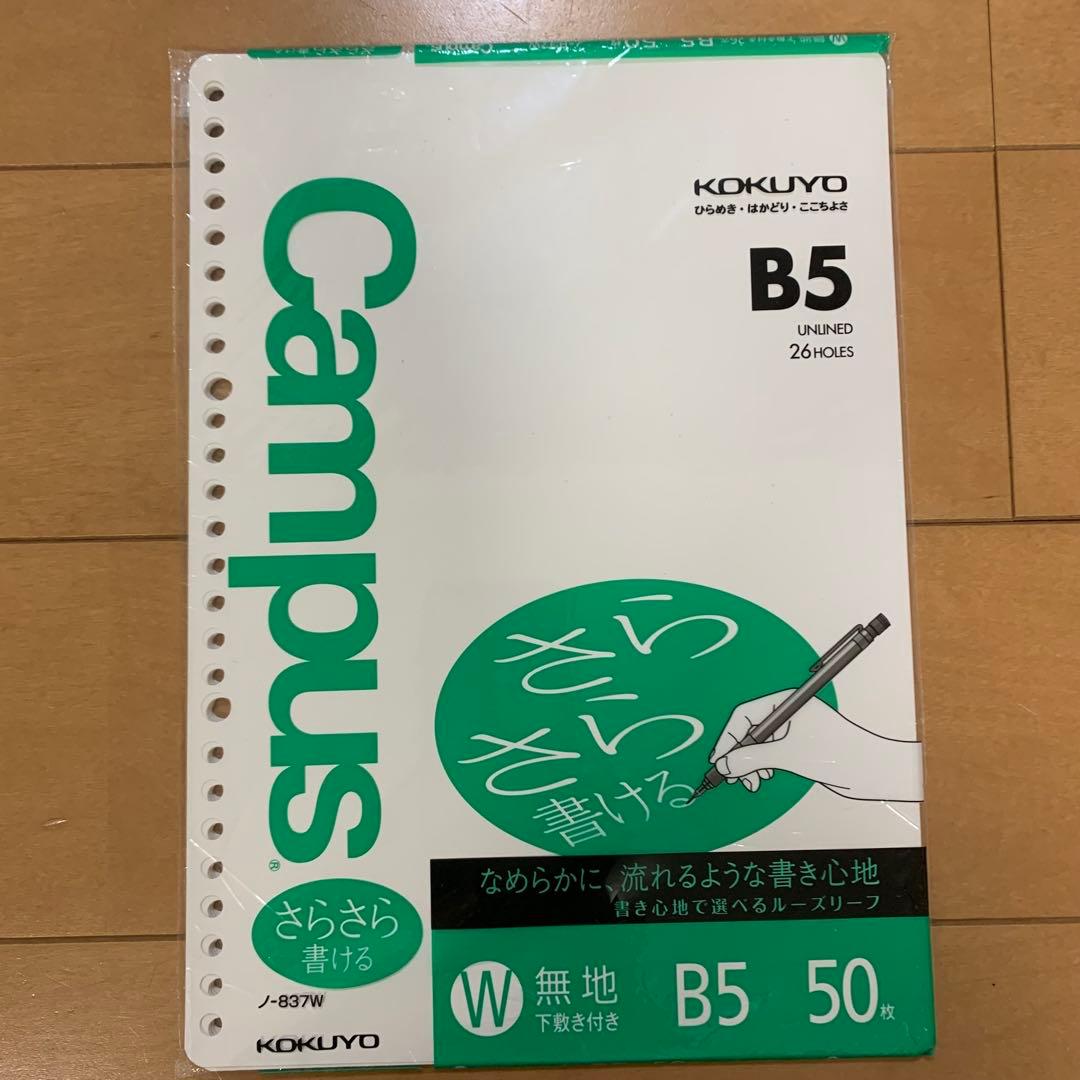 KOKUYO
ひらめき・はかどり・ここちよさ
B5
UNLINED
26 HOLES
Campus
®
さらさら
書ける
ノ-837W
KOKUYO
さら
さら
書ける
なめらかに、流れるような書き心地
書き心地で選べるルーズリーフ
W 無地 B5 50枚
下敷き付き